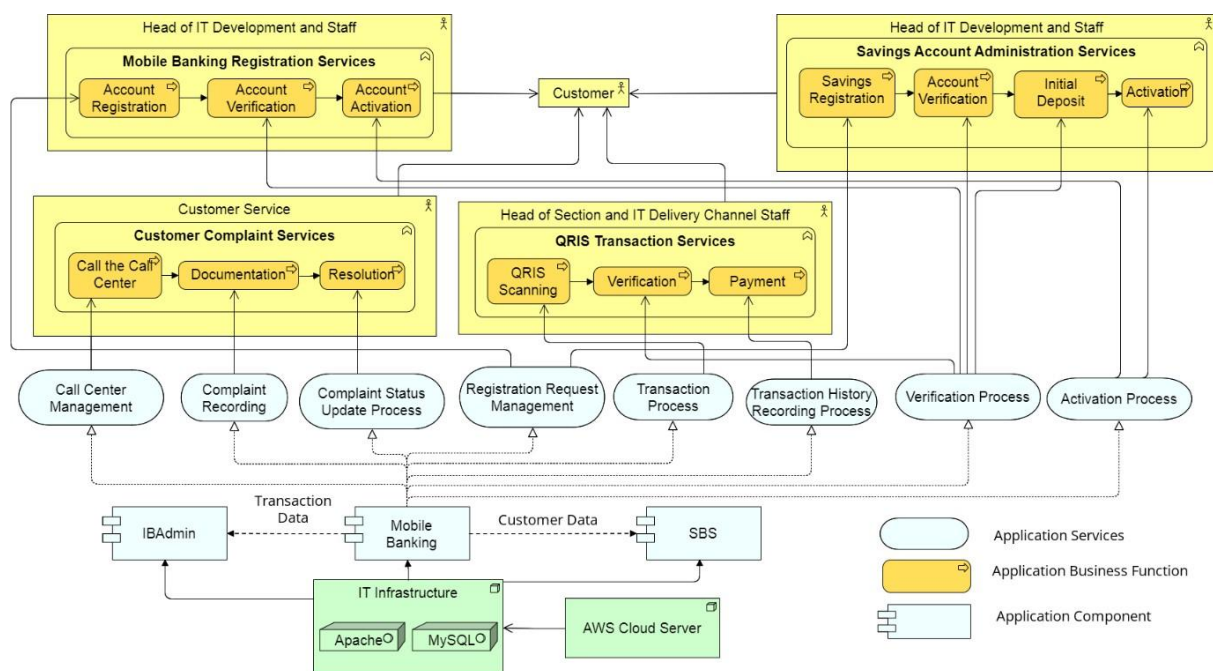 Head of IT Development and Staff
Mobile Banking Registration Services
Account
Registration
Account
Verification
Account
Activation
Customer
Head of IT Development and Staff
Savings Account Administration Services
Savings
Registration
Account
Verification
Initial
Deposit
Activation
Customer Service
Customer Complaint Services
Call the Call
Center
Documentation
Resolution
Head of Section and IT Delivery Channel Staff
QRIS Transaction Services
QRIS
Scanning
Verification
Payment
Call Center
Management
Complaint
Recording
Complaint Status
Update Process
Registration Request
Management
Transaction
Process
Transaction History
Recording Process
Verification Process
Activation Process
IBAdmin
Transaction
Data
Mobile
Banking
Customer Data
SBS
IT Infrastructure
Apache
MySQL
AWS Cloud Server
Application Services
Application Business Function
Application Component